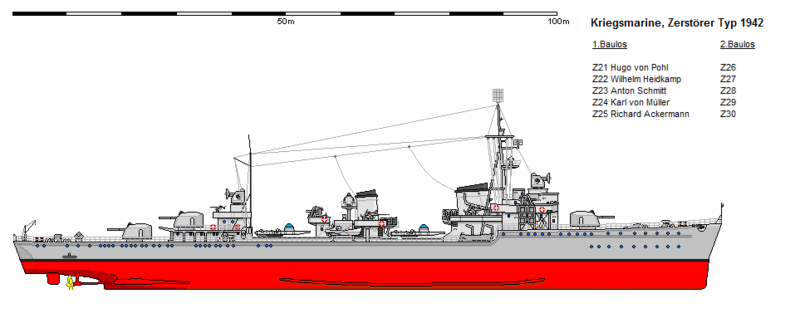 50m 100m
Kriegsmarine, Zerstörer Typ 1942
1.Baulos 2.Baulos
Z21 Hugo von Pohl Z26
Z22 Wilhelm Heidkamp Z27
Z23 Anton Schmitt Z28
Z24 Karl von Müller Z29
Z25 Richard Ackermann Z30